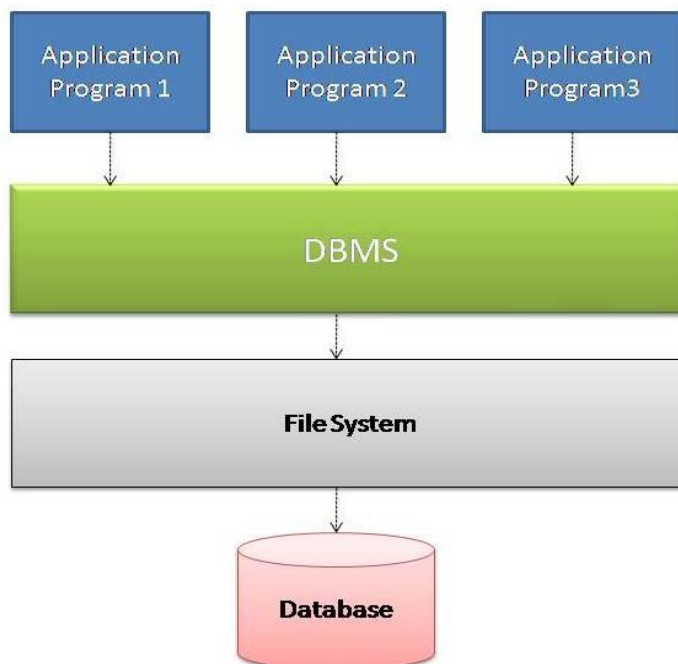 Application
Program 1
Application
Program 2
Application
Program3
DBMS
File System
Database